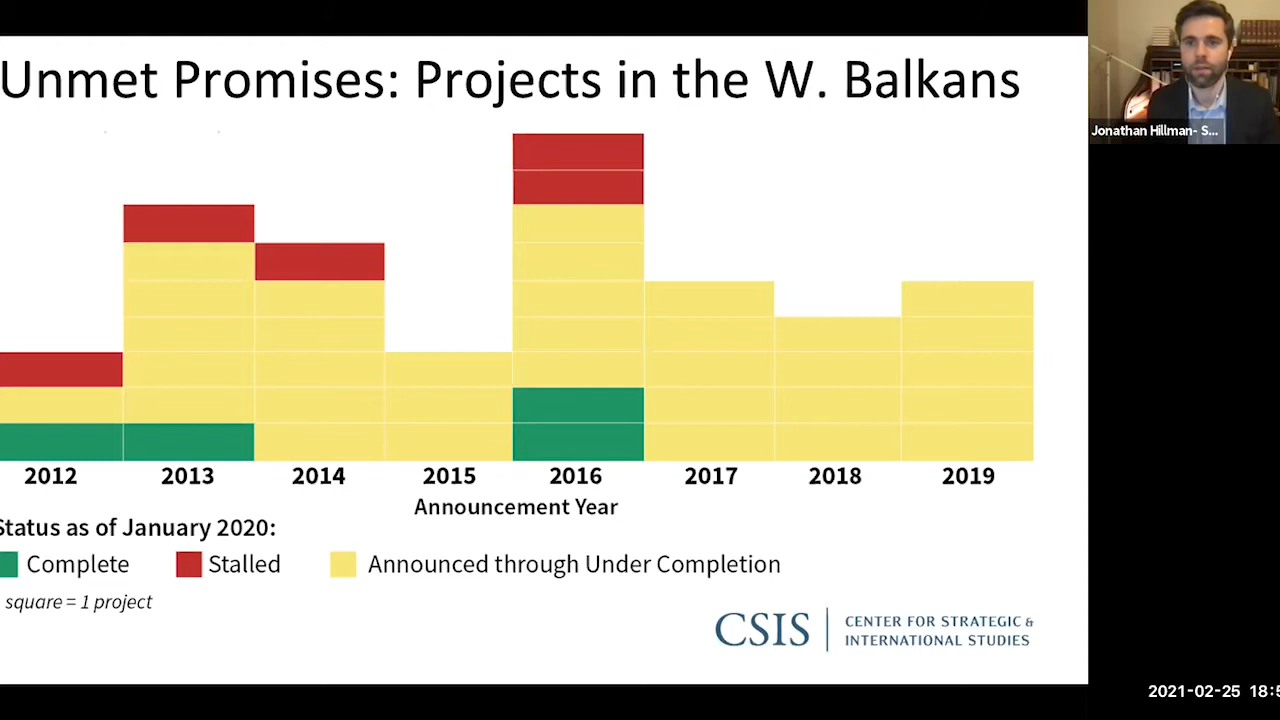 Unmet Promises: Projects in the W. Balkans
Jonathan Hillman- S...
2012 2013 2014 2015 2016 2017 2018 2019
Announcement Year
Status as of January 2020:
Complete Stalled Announced through Under Completion
square = 1 project
CSIS
CENTER FOR STRATEGIC &
INTERNATIONAL STUDIES
2021-02-25 18:5